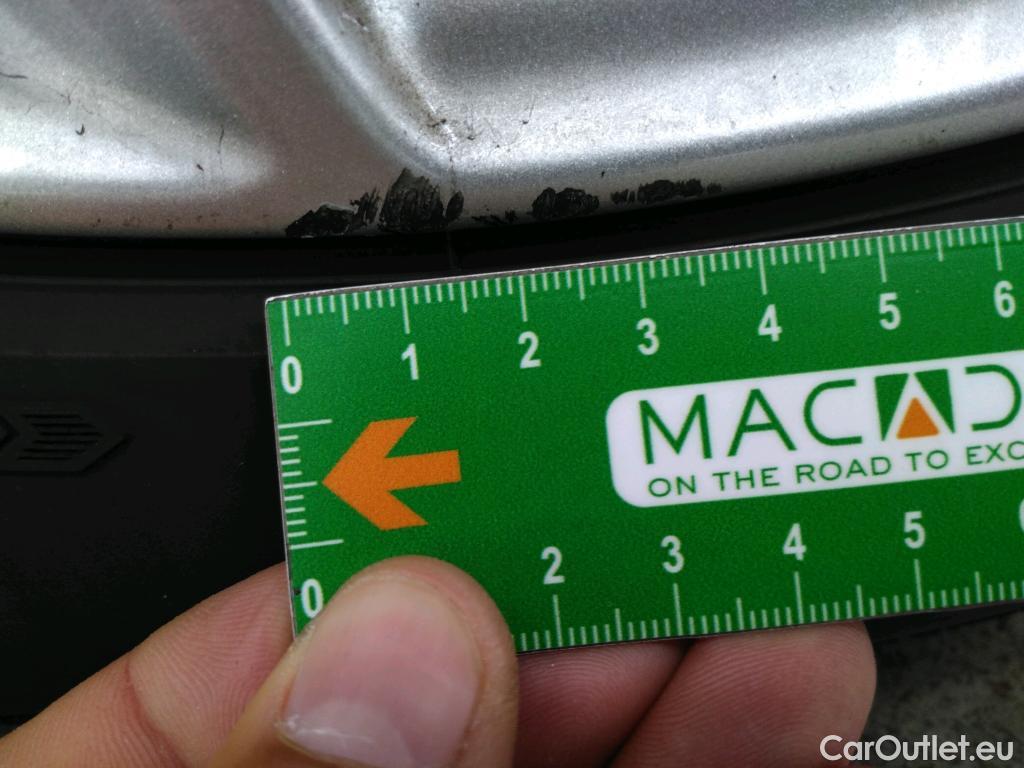 0 1 2 3 4 5 6
MAC
ON THE ROAD TO EXC
0 2 3 4 5
CarOutlet.eu